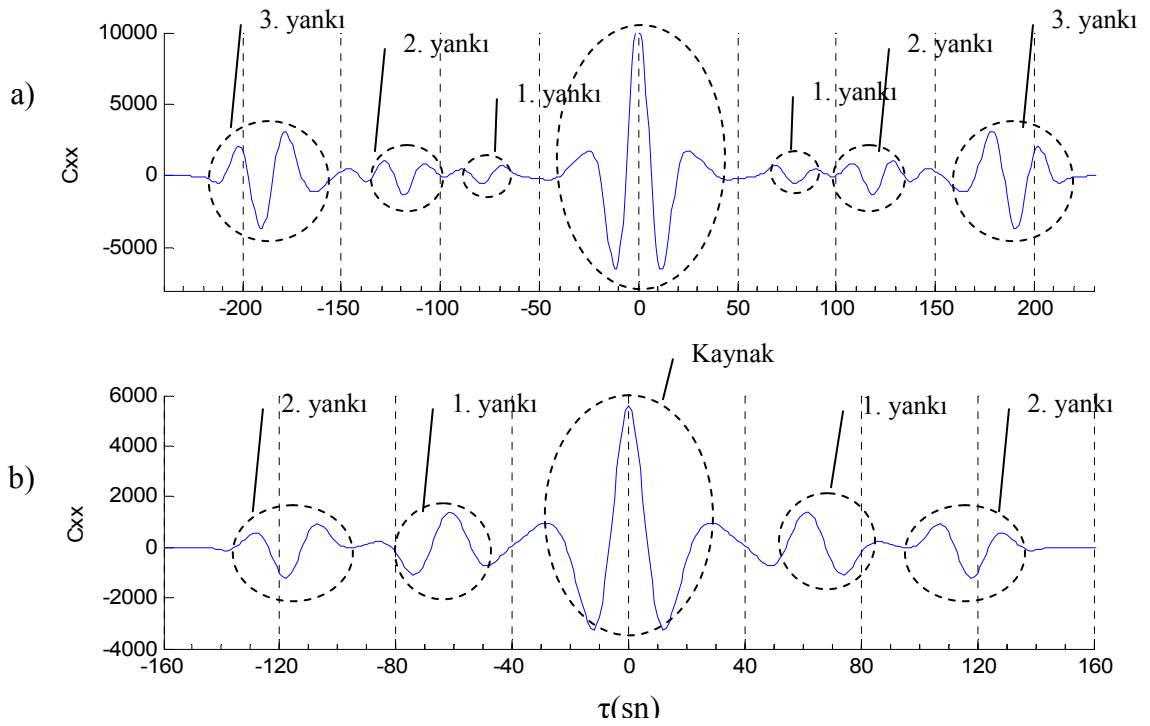 3. yankı
2. yankı
1. yankı
1. yankı
2. yankı
3. yankı
a)
Cxx
10000
5000
0
-5000
-200 -150 -100 -50 0 50 100 150 200
Kaynak
2. yankı
1. yankı
1. yankı
2. yankı
b)
Cxx
6000
4000
2000
0
-2000
-4000
-160 -120 -80 -40 0 40 80 120 160
τ(sn)